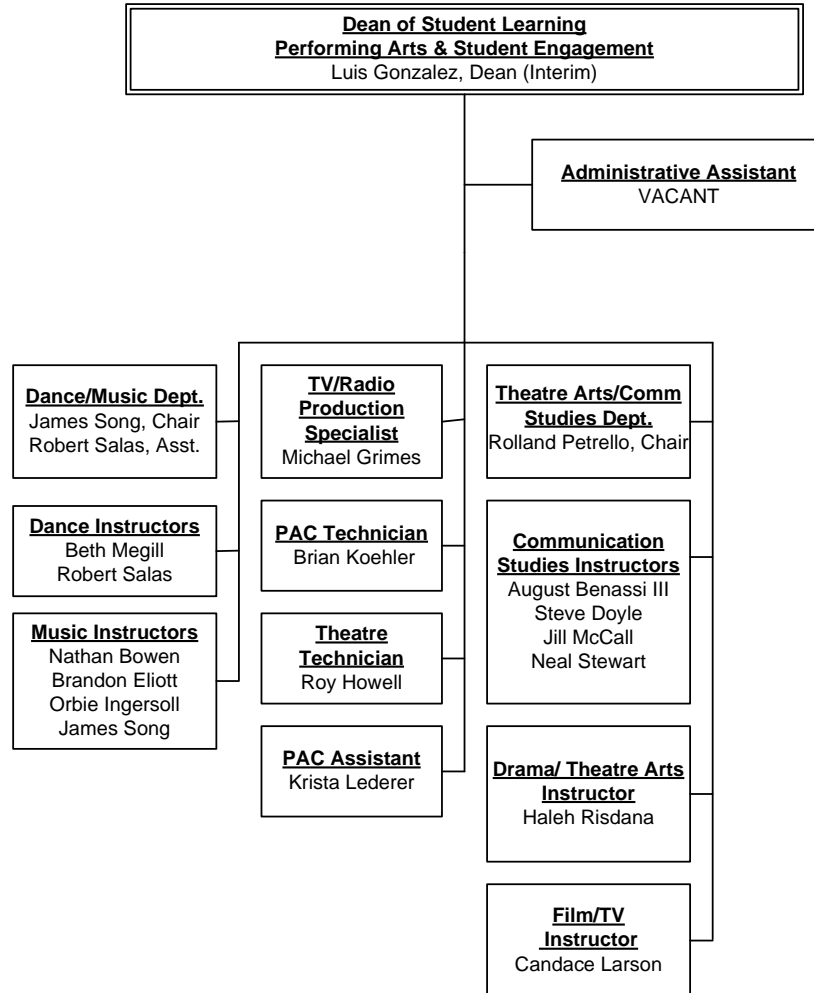 Dean of Student Learning
Performing Arts & Student Engagement
Luis Gonzalez, Dean (Interim)
Administrative Assistant
VACANT
Dance/Music Dept.
James Song, Chair
Robert Salas, Asst.
Dance Instructors
Beth Megill
Robert Salas
Music Instructors
Nathan Bowen
Brandon Eliott
Orbie Ingersoll
James Song
TV/Radio
Production
Specialist
Michael Grimes
PAC Technician
Brian Koehler
Theatre
Technician
Roy Howell
PAC Assistant
Krista Lederer
Theatre Arts/Comm
Studies Dept.
Rolland Petrello, Chair
Communication
Studies Instructors
August Benassi III
Steve Doyle
Jill McCall
Neal Stewart
Drama/ Theatre Arts
Instructor
Haleh Risdana
Film/TV
Instructor
Candace Larson